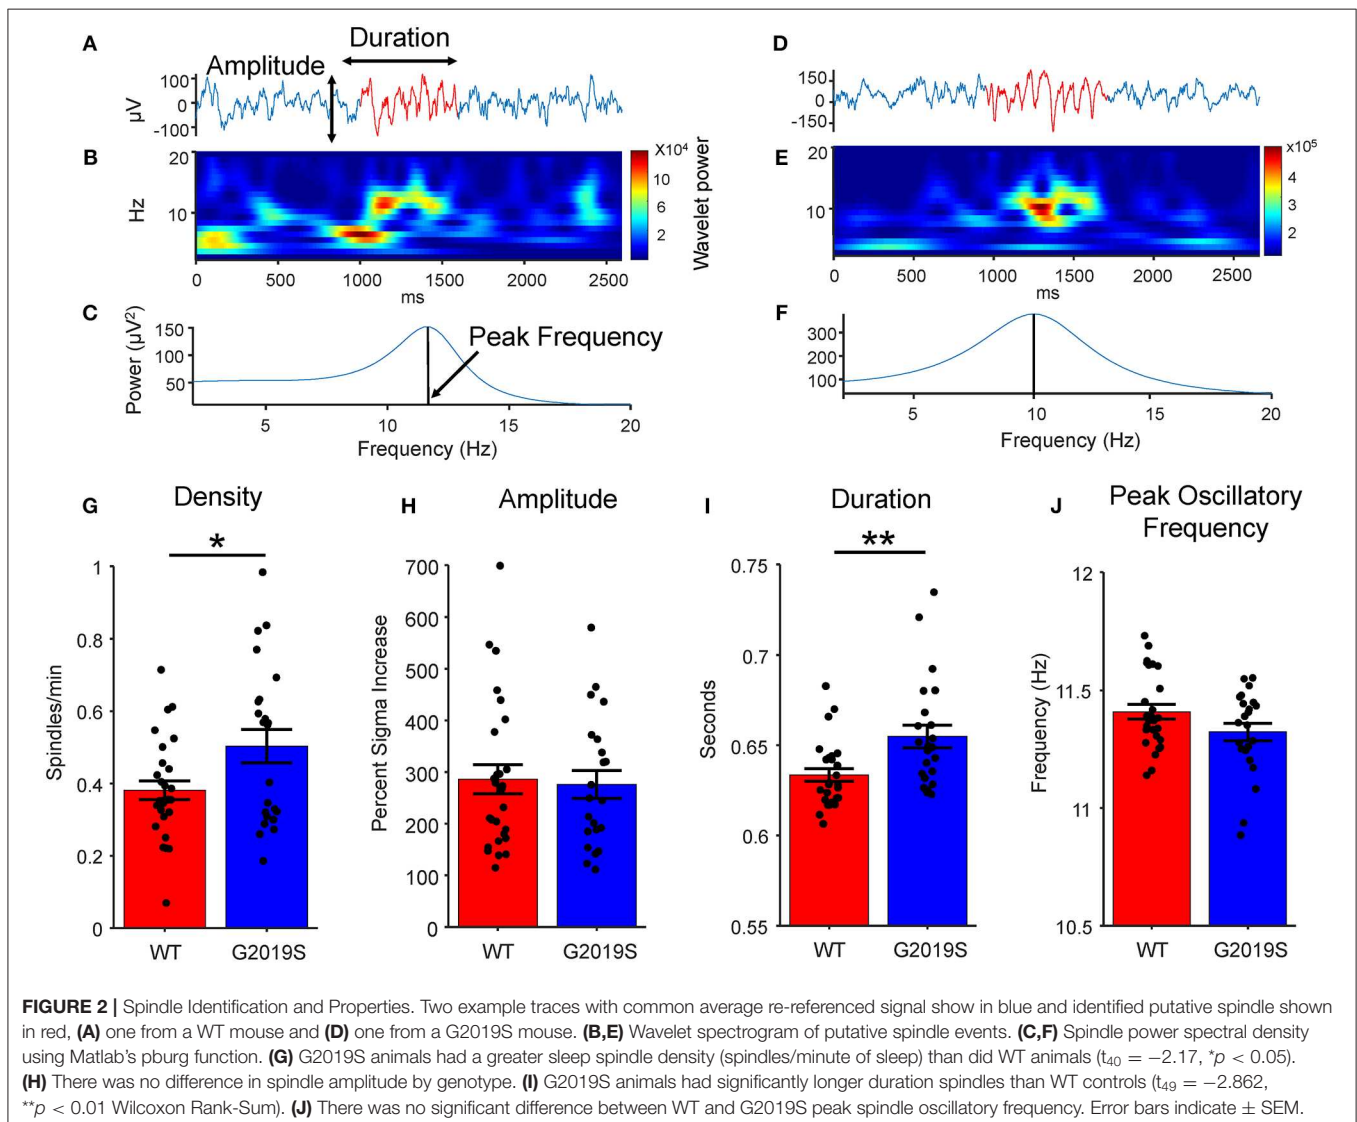 A
Duration
Amplitude
100
0
-100
µV
D
150
0
-150
B
20
10
Hz
X10⁴
10
6
2
Wavelet power
0
500
1000
1500
2000
2500
ms
E
20
10
X10⁵
4
3
2
0
500
1000
1500
2000
2500
ms
C
150
100
50
Power (µV²)
Peak Frequency
5
10
15
20
Frequency (Hz)
F
300
200
100
5
10
15
20
Frequency (Hz)
G
Density
*
1
0.8
0.6
0.4
0.2
0
Spindles/min
WT
G2019S
H
Amplitude
700
600
500
400
300
200
100
0
Percent Sigma Increase
WT
G2019S
I
Duration
**
0.75
0.7
0.65
0.6
0.55
Seconds
WT
G2019S
J
Peak Oscillatory
Frequency
12
11.5
11
10.5
Frequency (Hz)
WT
G2019S
FIGURE 2 | Spindle Identification and Properties. Two example traces with common average re-referenced signal show in blue and identified putative spindle shown
in red, (A) one from a WT mouse and (D) one from a G2019S mouse. (B,E) Wavelet spectrogram of putative spindle events. (C,F) Spindle power spectral density
using Matlab's pburg function. (G) G2019S animals had a greater sleep spindle density (spindles/minute of sleep) than did WT animals (t₄₀ = −2.17, *p < 0.05).
(H) There was no difference in spindle amplitude by genotype. (I) G2019S animals had significantly longer duration spindles than WT controls (t₄₉ = −2.862,
**p < 0.01 Wilcoxon Rank-Sum). (J) There was no significant difference between WT and G2019S peak spindle oscillatory frequency. Error bars indicate ± SEM.